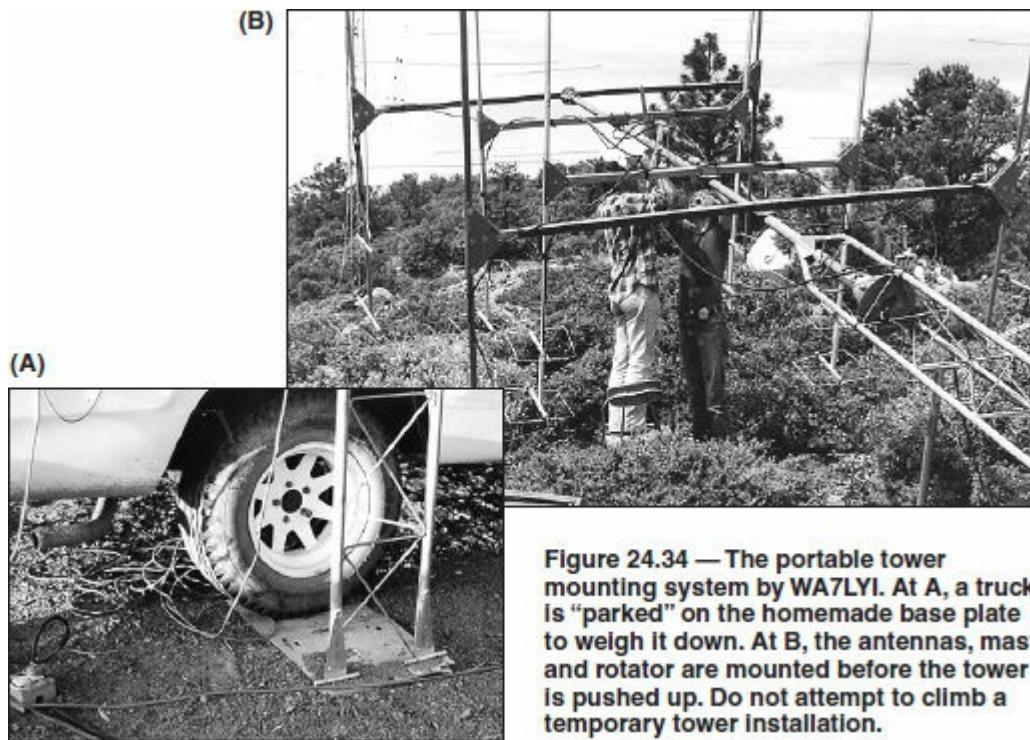 (B)
(A)
Figure 24.34 — The portable tower
mounting system by WA7LYI. At A, a truck
is “parked” on the homemade base plate
to weigh it down. At B, the antennas, mas
and rotator are mounted before the tower
is pushed up. Do not attempt to climb a
temporary tower installation.